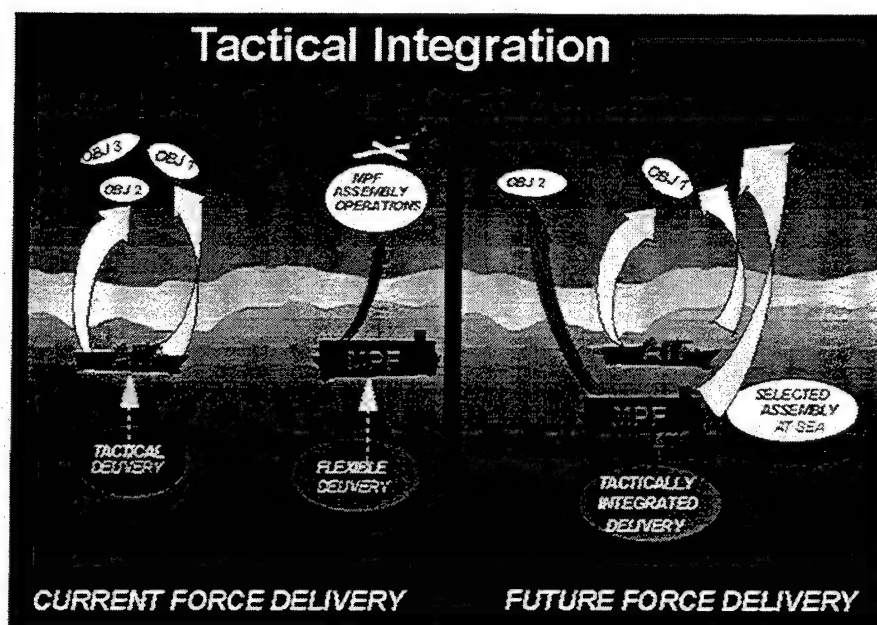 Tactical Integration
OBJ 3
OBJ 1
OBJ 2
MPF
ASSEMBLY
OPERATIONS
MPF
TACTICAL
DELIVERY
FLEXIBLE
DELIVERY
CURRENT FORCE DELIVERY
OBJ 2
OBJ 1
MPF
SELECTED
ASSEMBLY
AT SEA
TACTICALLY
INTEGRATED
DELIVERY
FUTURE FORCE DELIVERY